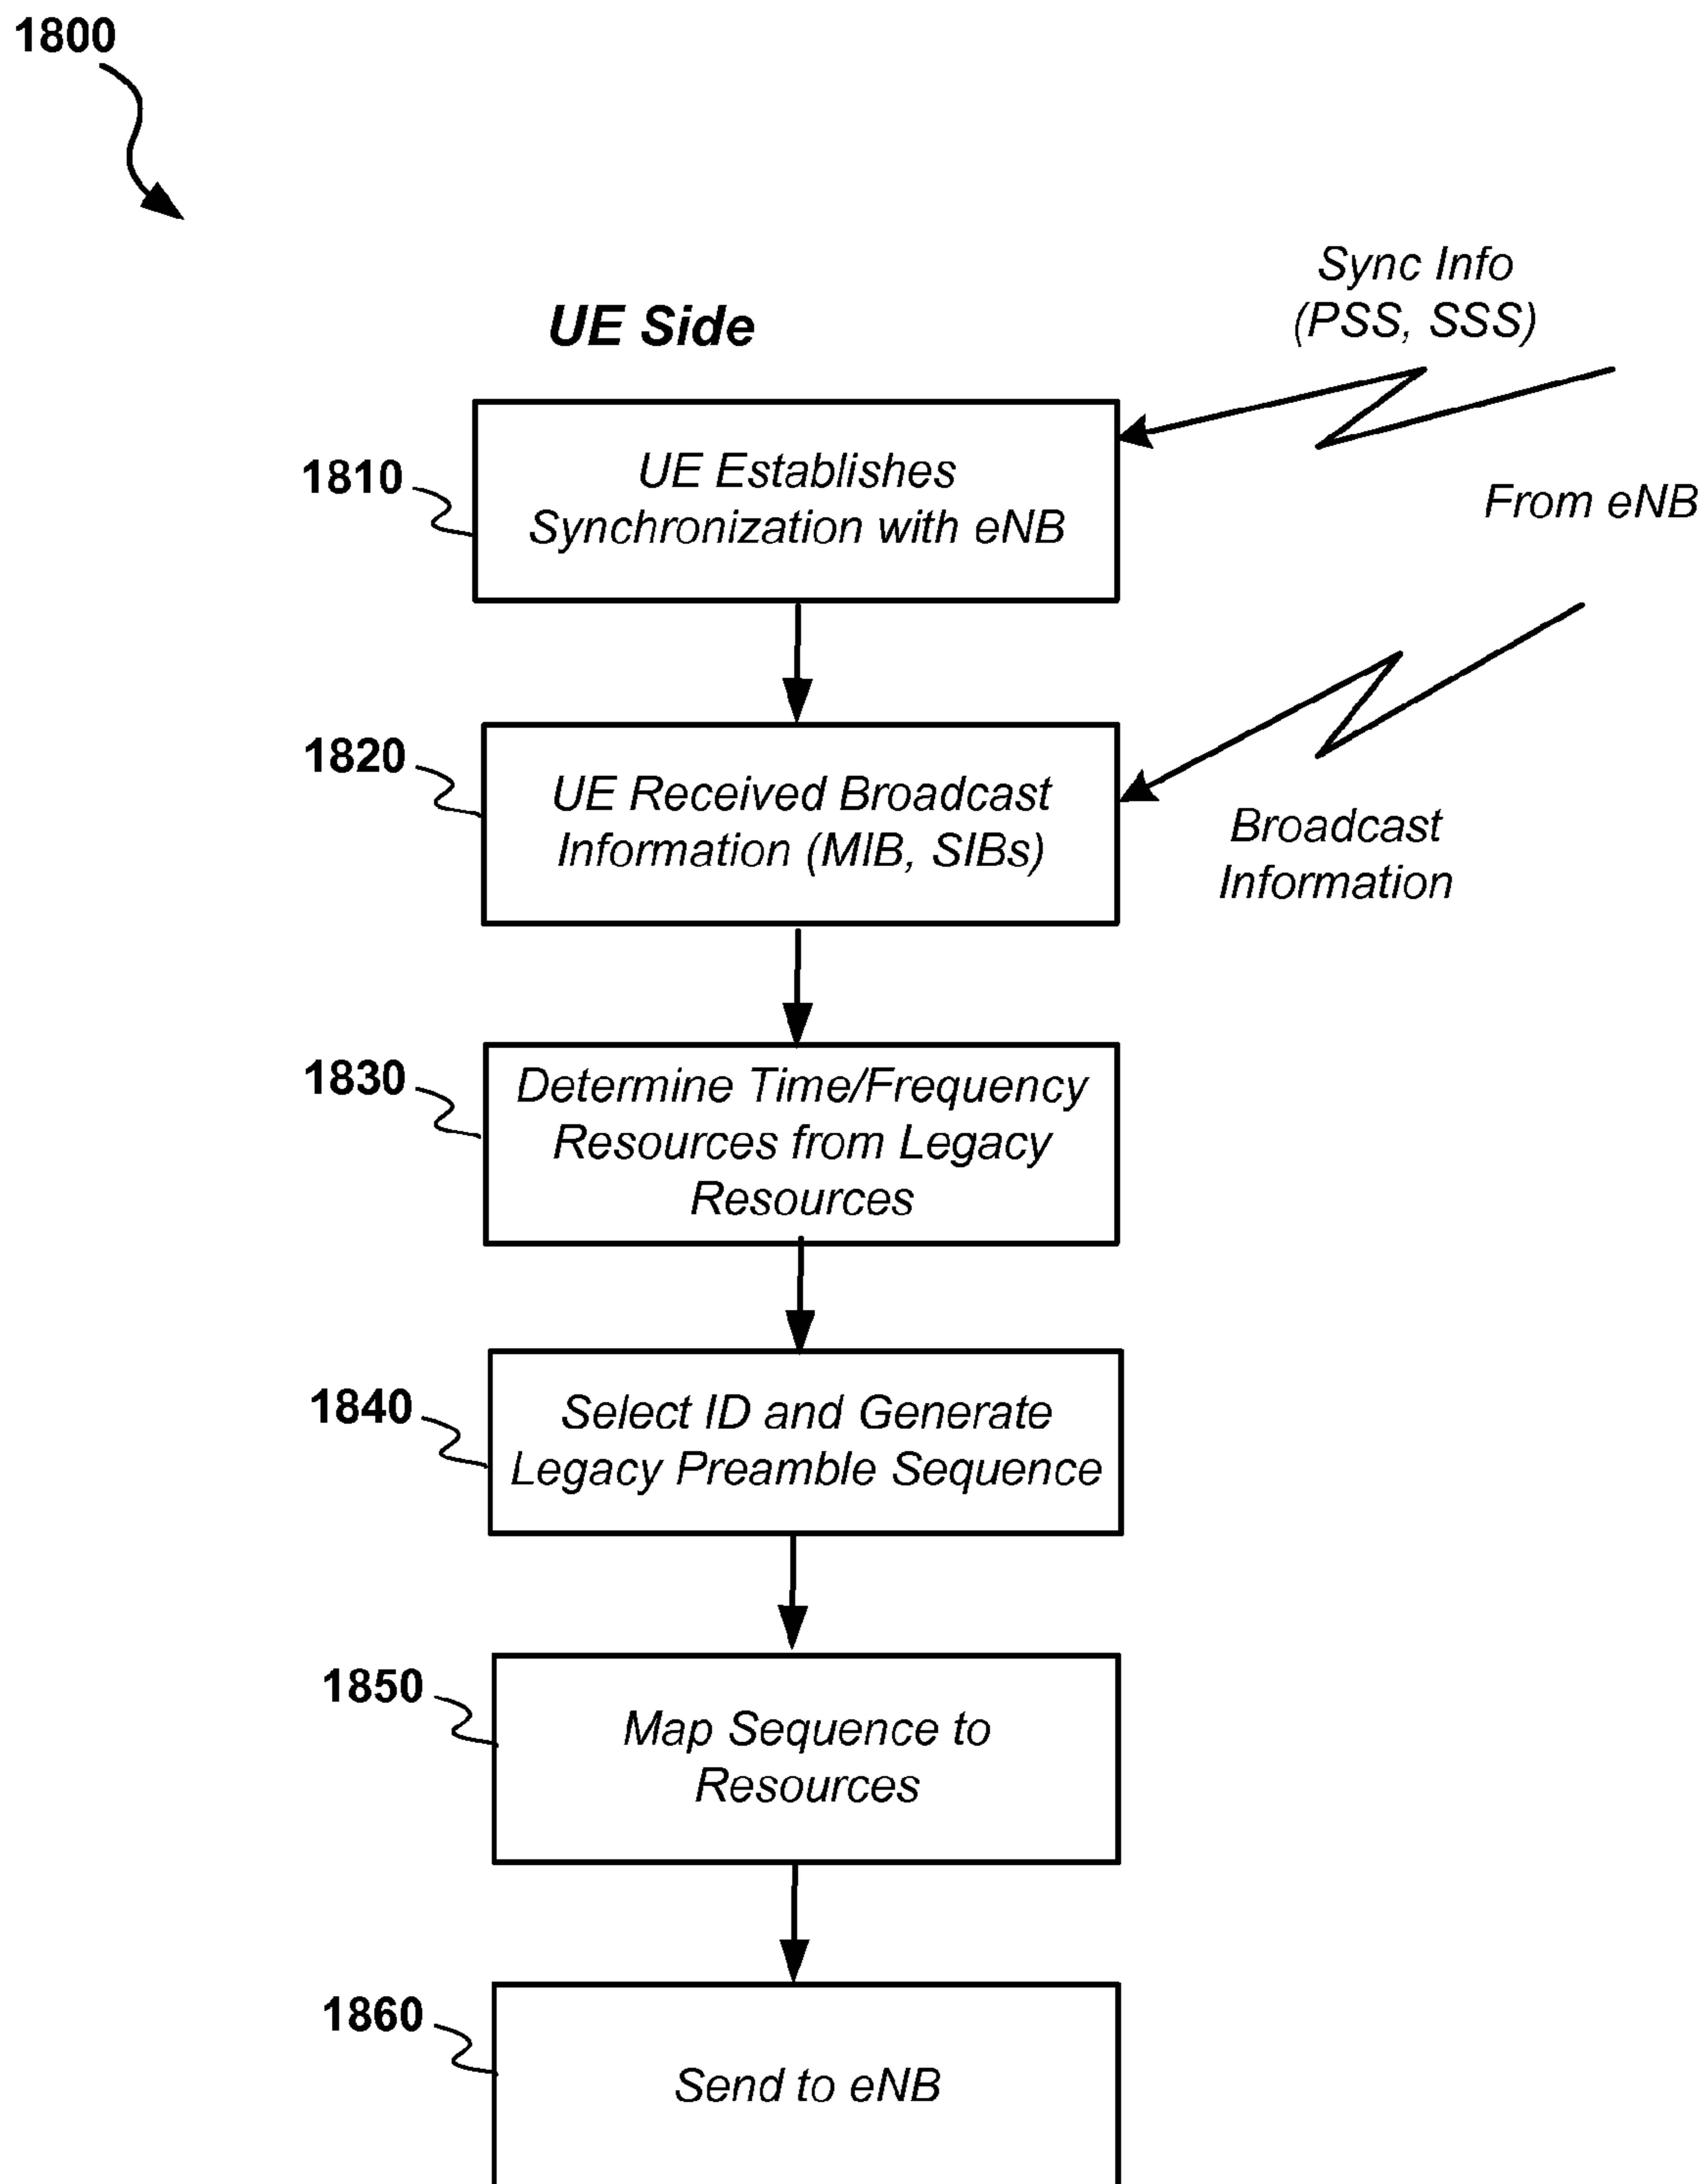 1800
Sync Info
(PSS, SSS)
UE Side
1810
UE Establishes
Synchronization with eNB
From eNB
1820
UE Received Broadcast
Information (MIB, SIBs)
Broadcast
Information
1830
Determine Time/Frequency
Resources from Legacy
Resources
1840
Select ID and Generate
Legacy Preamble Sequence
1850
Map Sequence to
Resources
1860
Send to eNB